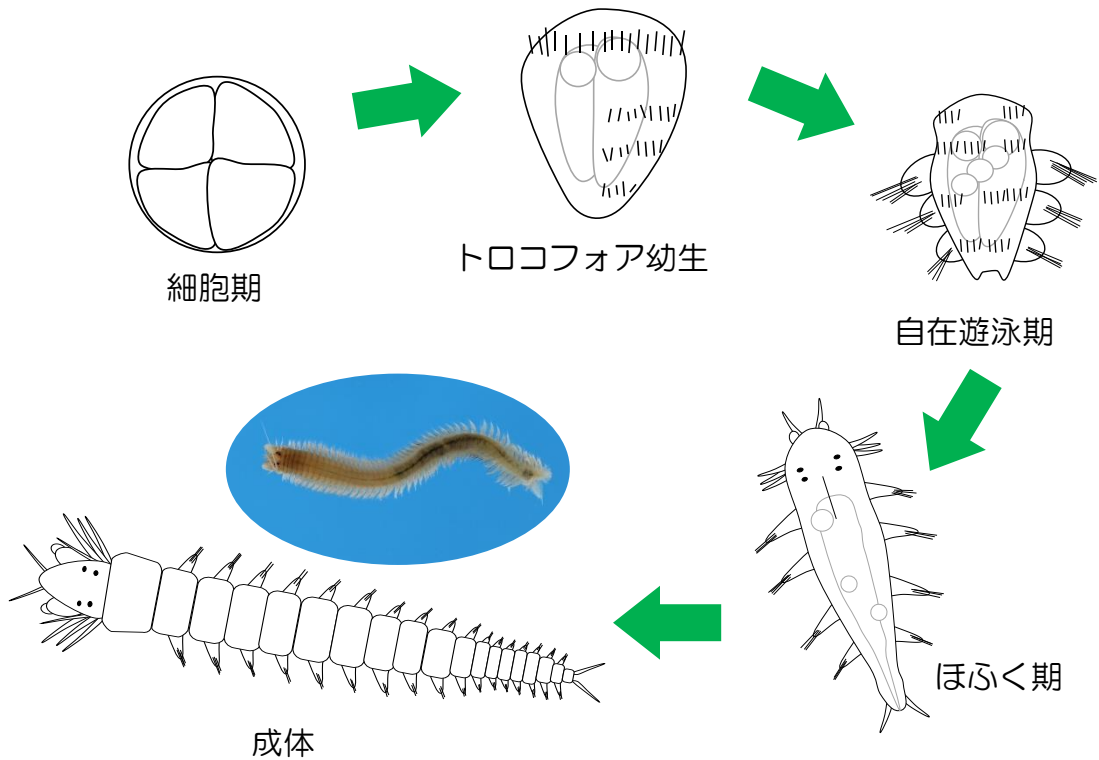 細胞期
トロコフォア幼生
自在遊泳期
ほふく期
成体